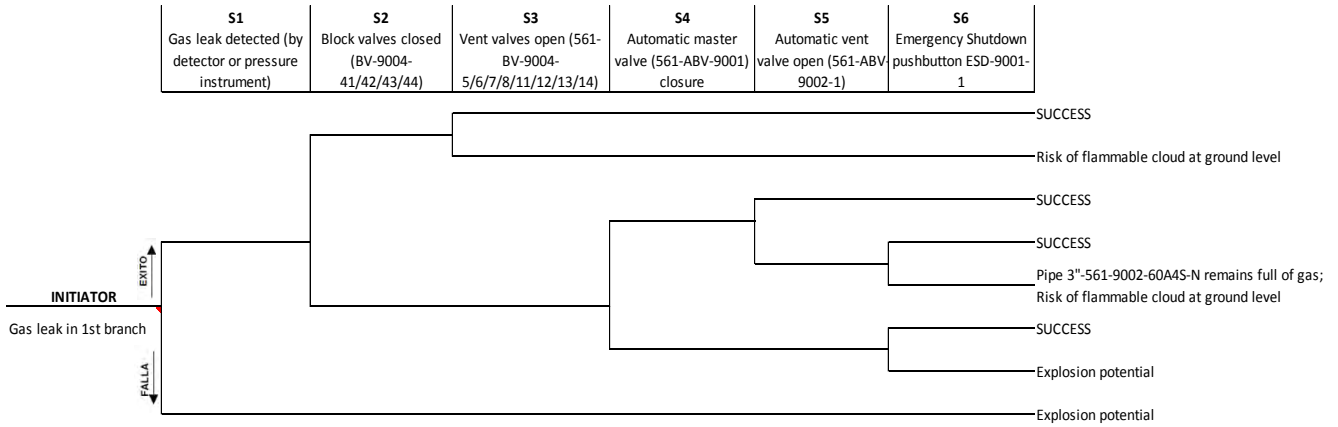 S1
Gas leak detected (by
detector or pressure
instrument)
S2
Block valves closed
(BV-9004-
41/42/43/44)
S3
Vent valves open (561-
BV-9004-
5/6/7/8/11/12/13/14)
S4
Automatic master
valve (561-ABV-9001)
closure
S5
Automatic vent
valve open (561-ABV-
9002-1)
S6
Emergency Shutdown
pushbutton ESD-9001-
1
SUCCESS
Risk of flammable cloud at ground level
SUCCESS
SUCCESS
EXITO
Pipe 3"-561-9002-60A4S-N remains full of gas;
Risk of flammable cloud at ground level
INITIATOR
Gas leak in 1st branch
SUCCESS
FALLA
Explosion potential
Explosion potential